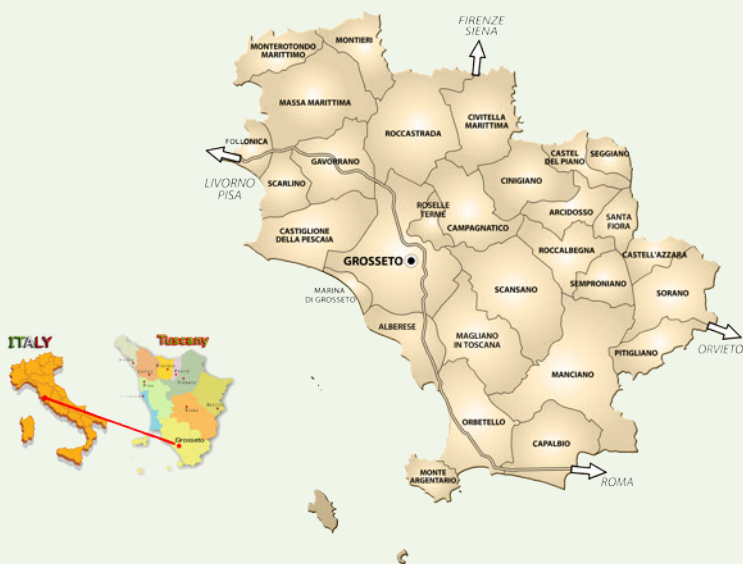 FIRENZE
SIENA
MONTEROTONDO
MARITTIMO
MONTIERI
MASSA MARITTIMA
ROCCASTRADA
CIVITELLA
MARITTIMA
FOLLONICA
GAVORRANO
SCARLINO
LIVORNO
PISA
CASTEL
DEL PIANO
SEGGIANO
CINIGIANO
ROSELLE
TERME
CAMPAGNATICO
ARCIDOSSO
SANTA
FIORA
CASTIGLIONE
DELLA PESCAIA
GROSSETO
ROCCALBEGNA
CASTELL'AZZARA
SCANSANO
SEMPRONIANO
SORANO
MARINA
DI GROSSETO
ALBERESE
MAGLIANO
IN TOSCANA
PITIGLIANO
ORVIETO
MANCIANO
ORBETELLO
CAPALBIO
MONTE
ARGENTARIO
ROMA
ITALY
Tuscany
Grosseto